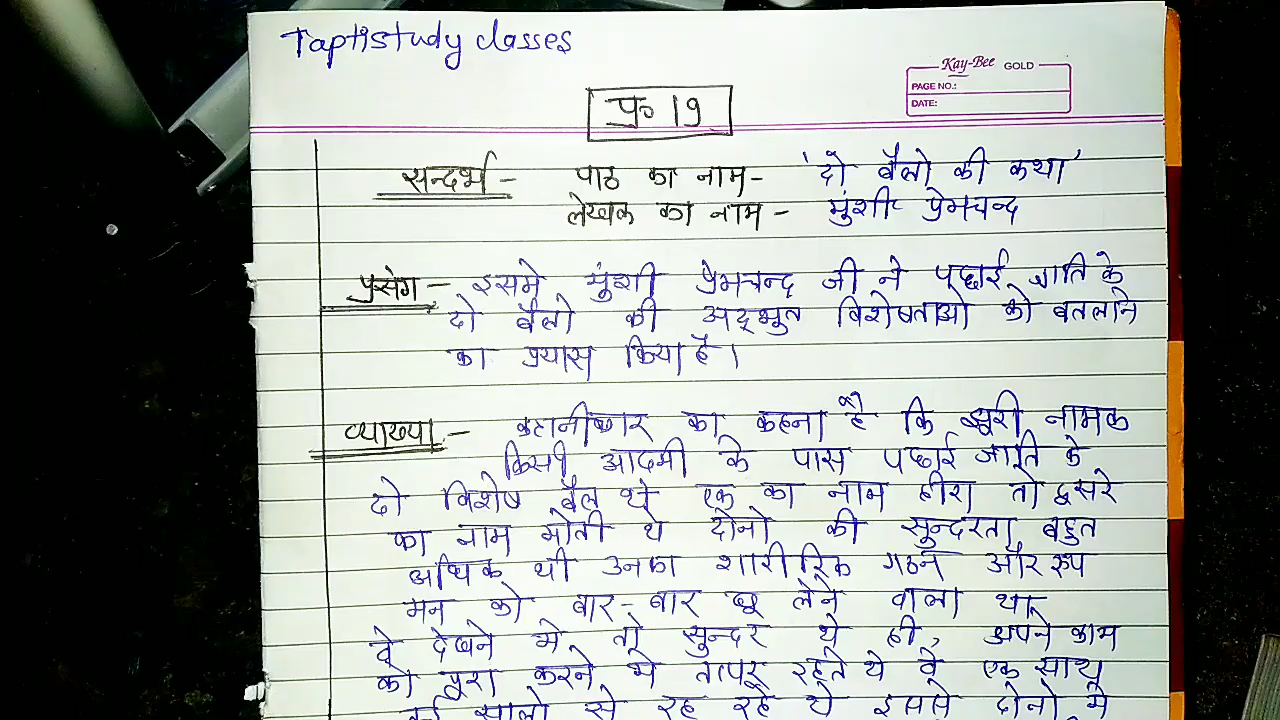 Taptistudy classes
Kay-Bee GOLD
PAGE NO.:
DATE:
प्र० 19
सन्दर्भ - पाठ का नाम - 'दो बैलो की कथा'
लेखक का नाम - मुंशी प्रेमचन्द
प्रसंग - इसमे मुंशी प्रेमचन्द जी ने पछाई जाति के
दो बैलो की अद्भुत विशेषताओ को बतलाने
का प्रयास किया है।
व्याख्या - कहानीकार का कहना है कि झूरी नामक
किसी आदमी के पास पछाई जाति के
दो विशेष बैल थे एक का नाम हीरा तो दूसरे
का नाम मोती थे दोनो की सुन्दरता बहुत
अधिक थी उनका शारीरिक गठन और रूप
मन को बार-बार छू लेने वाला था
वे देखने मे तो सुन्दर थे ही, अपने काम
को पूरा करने मे रहते थे वे एक साथ
सालो से रह रहे थे इससे दोनो मे